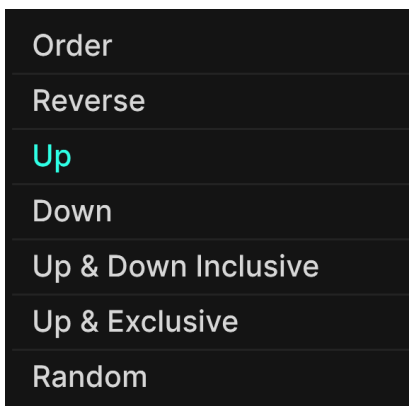 Order
Reverse
Up
Down
Up & Down Inclusive
Up & Exclusive
Random